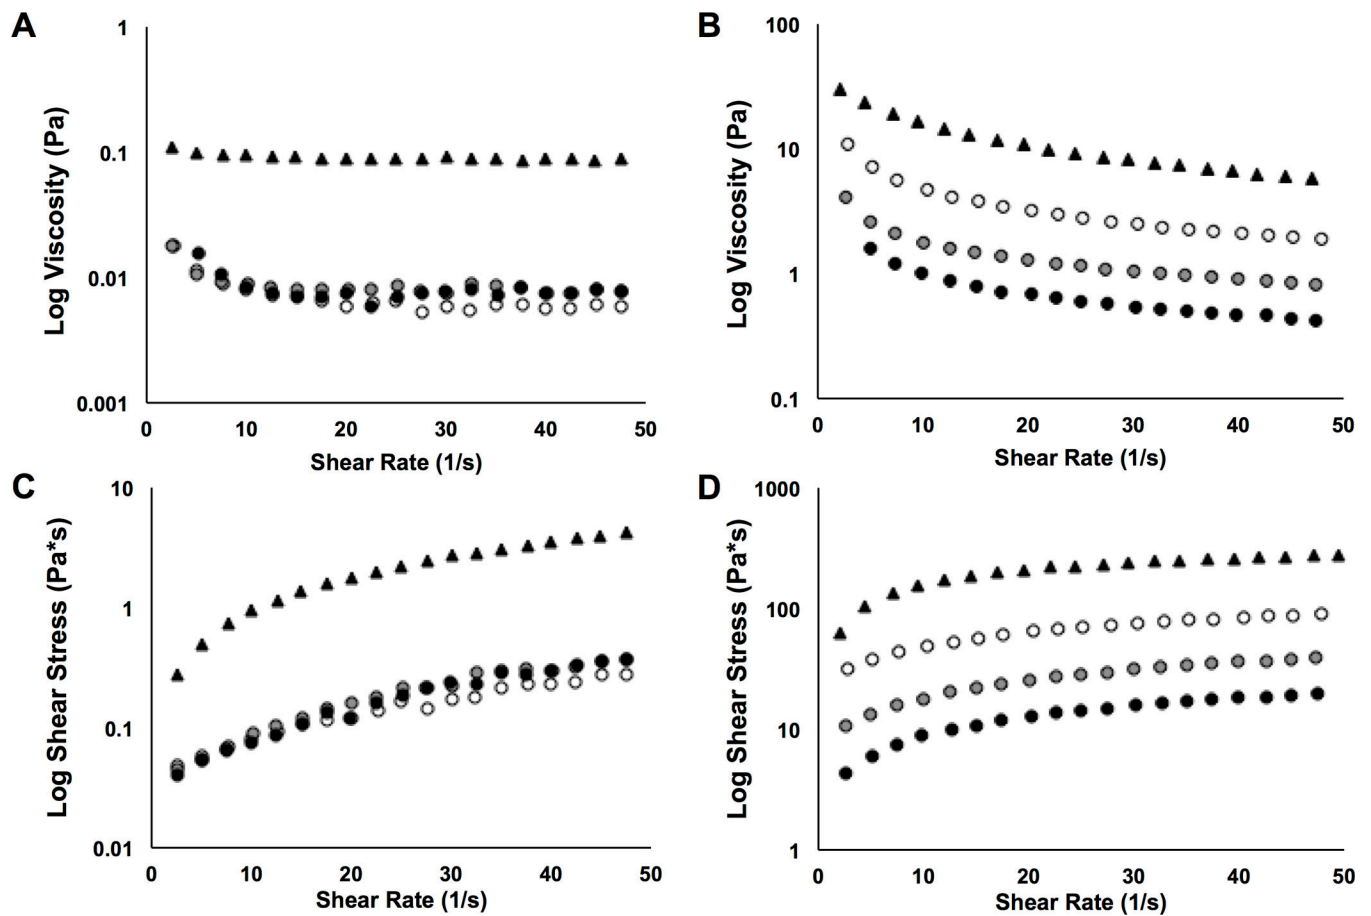 A
1
0.1
0.01
0.001
Log Viscosity (Pa)
0 10 20 30 40 50
Shear Rate (1/s)
B
100
10
1
0.1
Log Viscosity (Pa)
0 10 20 30 40 50
Shear Rate (1/s)
C
10
1
0.1
0.01
Log Shear Stress (Pa*s)
0 10 20 30 40 50
Shear Rate (1/s)
D
1000
100
10
1
Log Shear Stress (Pa*s)
0 10 20 30 40 50
Shear Rate (1/s)